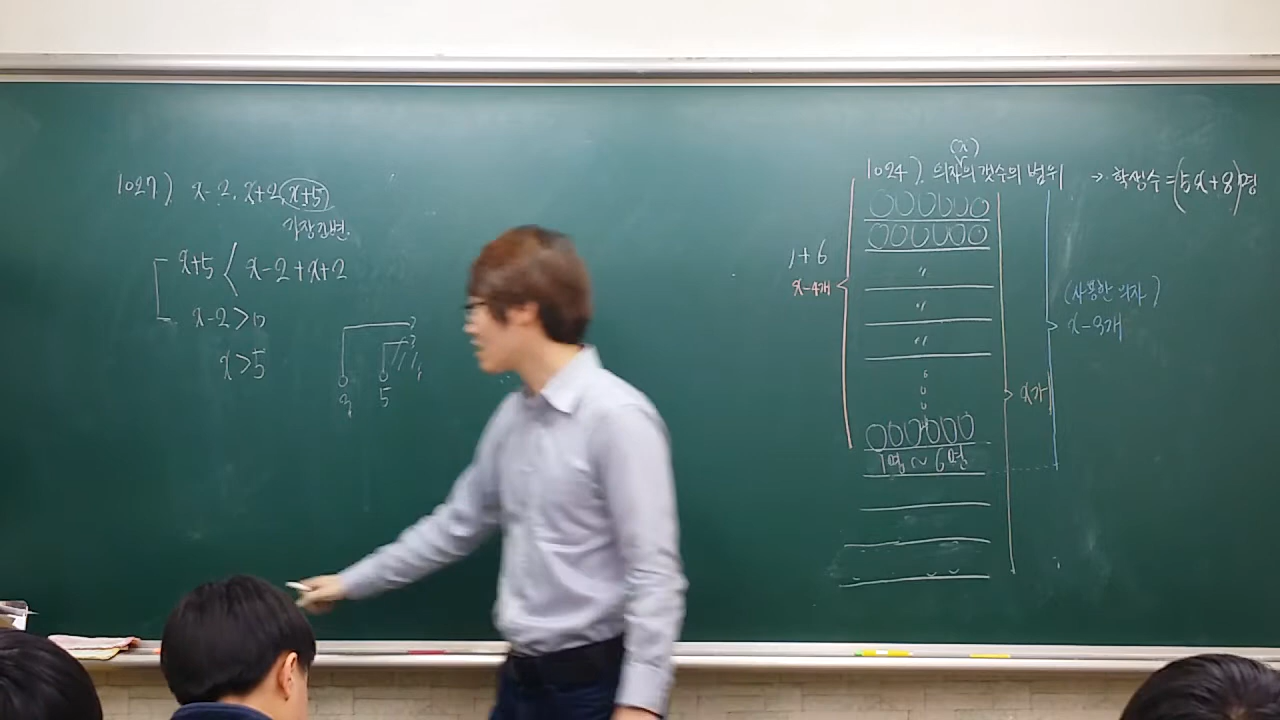 1027) x-2, x+2, x+5
가장 긴변.
x+5 < x-2+x+2
x-2>0
x>5
3 5
(x)
1024) 의자의 갯수의 범위 → 학생수=(5x+8)명
1+6
x-4개
〃
〃
〃
1명~6명
x개
(사용한 의자)
x-3개